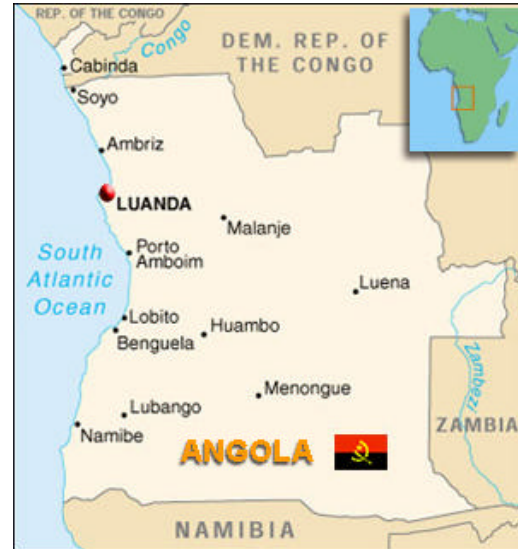 REP. OF THE CONGO
Congo
DEM. REP. OF
THE CONGO
Cabinda
Soyo
Ambriz
LUANDA
Malanje
South
Atlantic
Ocean
Porto
Amboim
Luena
Lobito
Benguela
Huambo
Zambezi
Menongue
Lubango
Namibe
ZAMBIA
ANGOLA
NAMIBIA